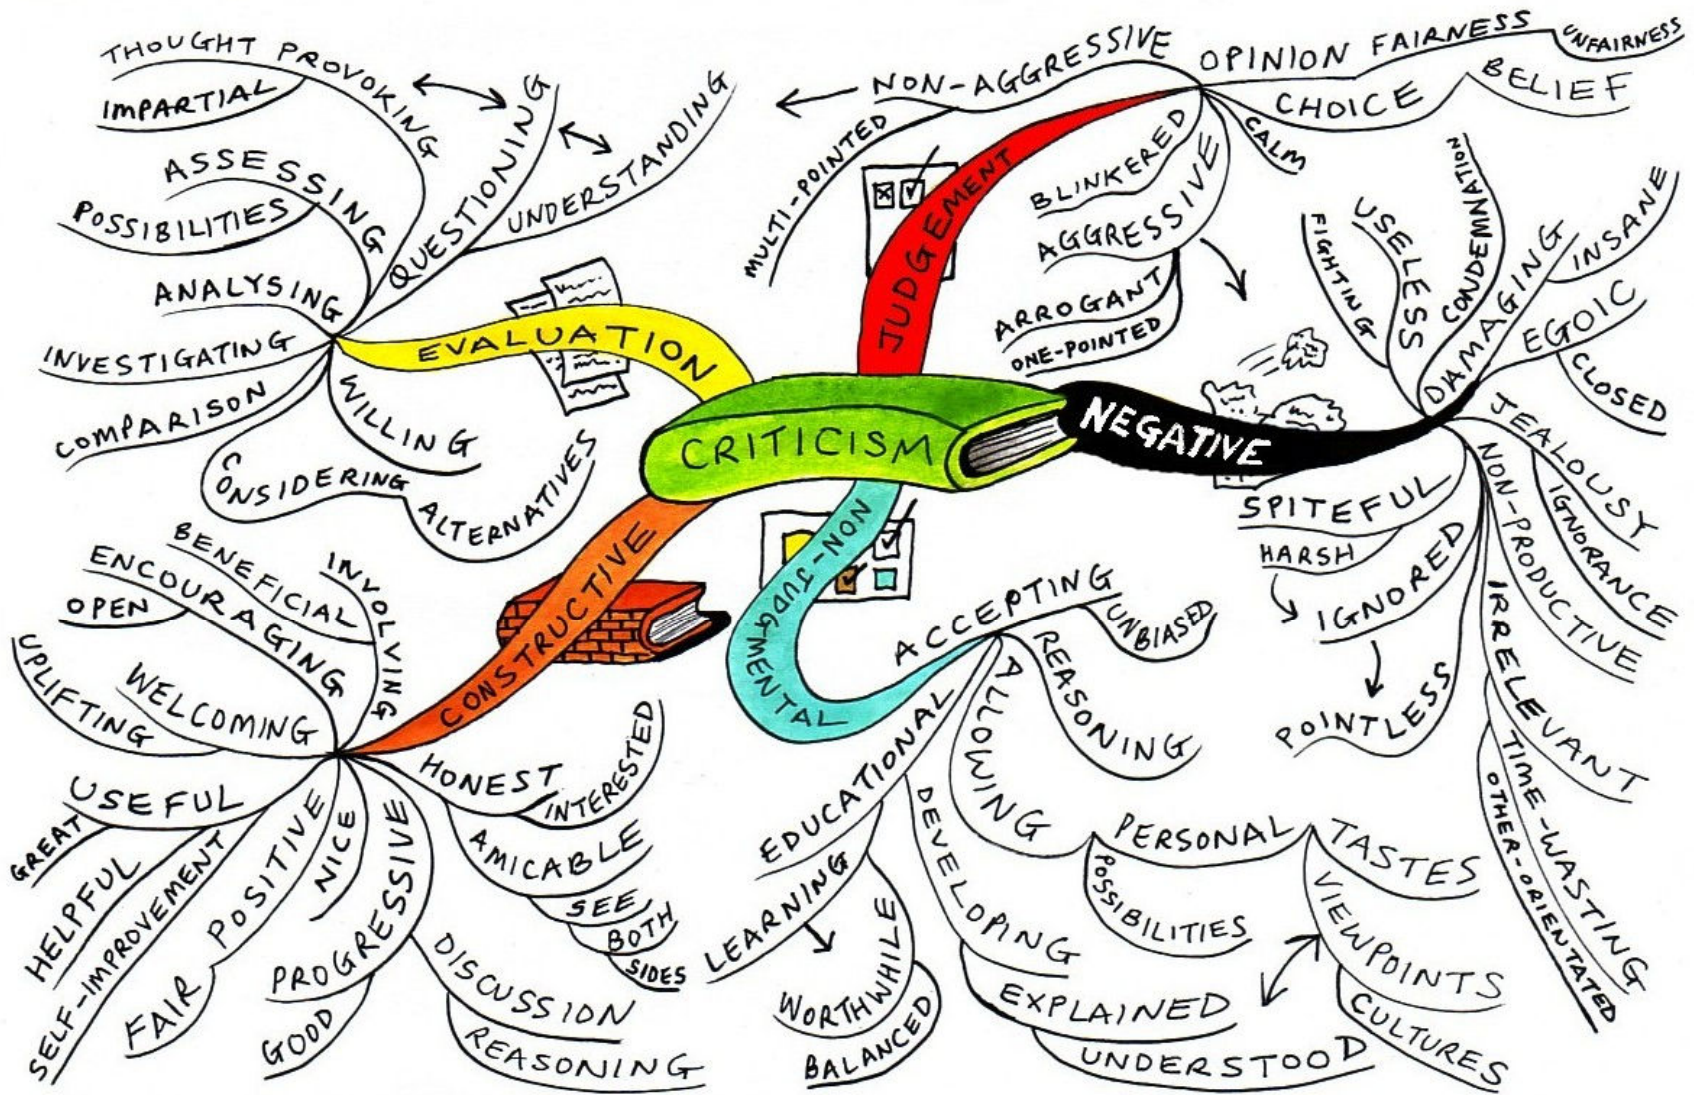 CRITICISM
JUDGEMENT
NON-AGGRESSIVE
MULTI-POINTED
OPINION FAIRNESS
UNFAIRNESS
CHOICE
BELIEF
CALM
BLINKERED
AGGRESSIVE
ARROGANT
ONE-POINTED
NEGATIVE
FIGHTING
USELESS
CONDEMNATION
DAMAGING
INSANE
EGOIC
CLOSED
JEALOUSY
IGNORANCE
NON-PRODUCTIVE
IRRELEVANT
TIME-WASTING
OTHER-ORIENTATED
SPITEFUL
HARSH
IGNORED
POINTLESS
NON-JUDGMENTAL
ACCEPTING
UNBIASED
REASONING
ALLOWING
PERSONAL
TASTES
VIEWPOINTS
CULTURES
POSSIBILITIES
EDUCATIONAL
DEVELOPING
EXPLAINED
UNDERSTOOD
LEARNING
WORTHWHILE
BALANCED
CONSTRUCTIVE
INVOLVING
INVOLVING
BENEFICIAL
ENCOURAGING
OPEN
WELCOMING
UPLIFTING
USEFUL
GREAT
HELPFUL
SELF-IMPROVEMENT
POSITIVE
FAIR
NICE
PROGRESSIVE
GOOD
DISCUSSION
REASONING
HONEST
INTERESTED
AMICABLE
SEE
BOTH
SIDES
EVALUATION
THOUGHT PROVOKING
IMPARTIAL
QUESTIONING
UNDERSTANDING
ASSESSING
POSSIBILITIES
ANALYSING
INVESTIGATING
COMPARISON
WILLING
CONSIDERING
ALTERNATIVES